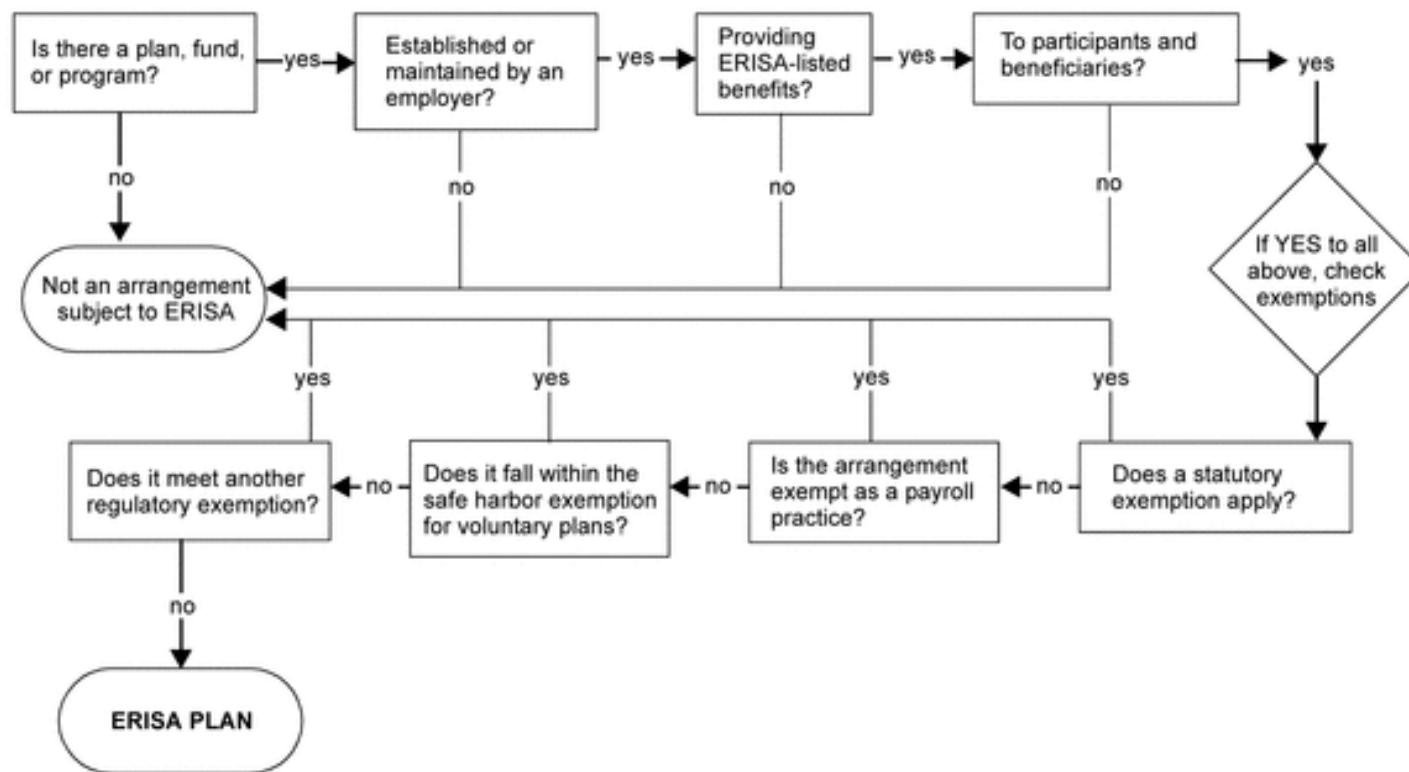 Is there a plan, fund,
or program?
yes
Established or
maintained by an
employer?
yes
Providing
ERISA-listed
benefits?
yes
To participants and
beneficiaries?
yes
no
no
no
no
Not an arrangement
subject to ERISA
If YES to all
above, check
exemptions
yes
yes
yes
yes
Does it meet another
regulatory exemption?
no
Does it fall within the
safe harbor exemption
for voluntary plans?
no
Is the arrangement
exempt as a payroll
practice?
no
Does a statutory
exemption apply?
no
ERISA PLAN